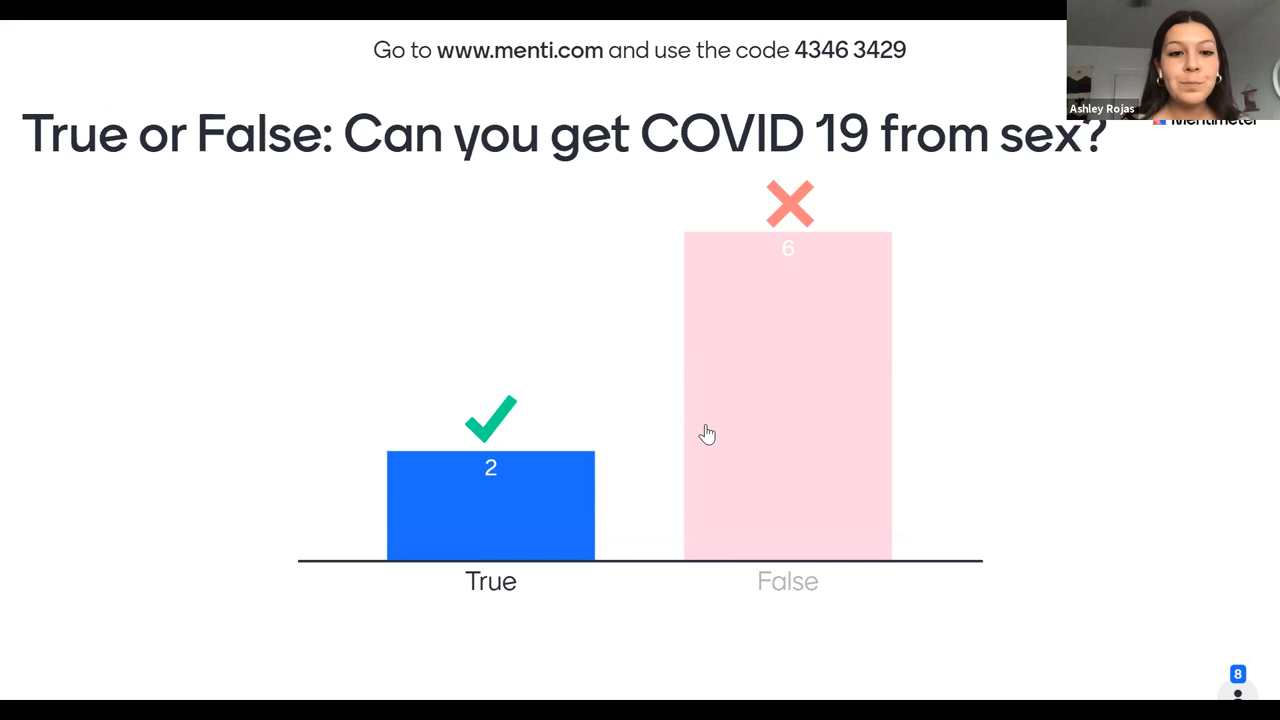 Go to www.menti.com and use the code 4346 3429
Ashley Rojas
Mentimeter
True or False: Can you get COVID 19 from sex?
6
2
True
False
8